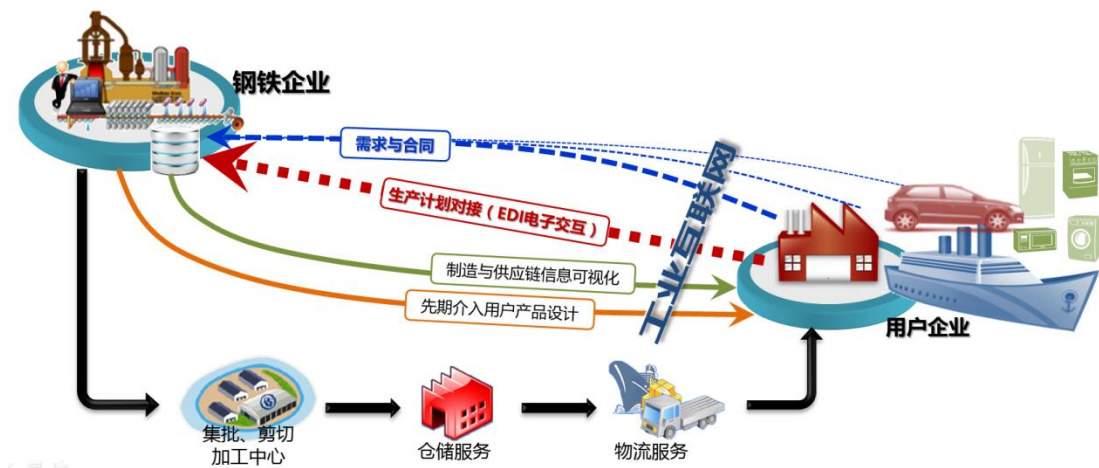 钢铁企业
需求与合同
生产计划对接（EDI电子交互）
工业互联网
制造与供应链信息可视化
先期介入用户产品设计
用户企业
集批、剪切
加工中心
仓储服务
物流服务